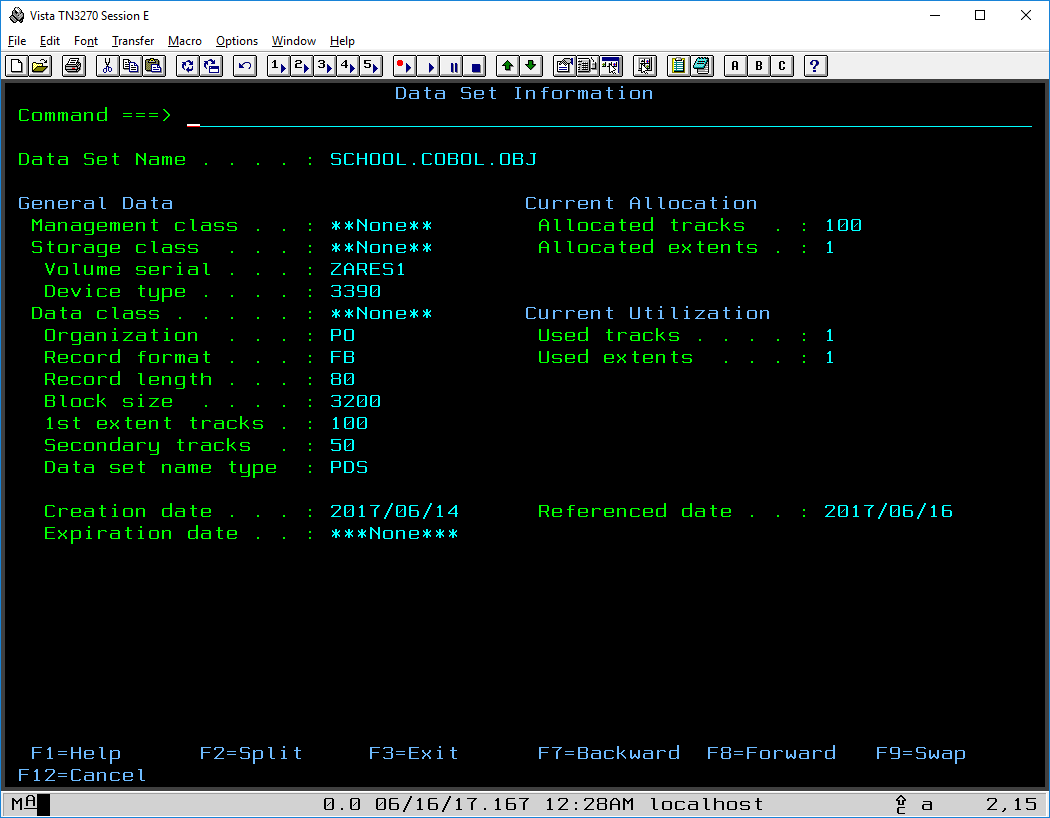 Vista TN3270 Session E
File Edit Font Transfer Macro Options Window Help
1 2 3 4 5 A B C ?
Data Set Information
Command ===>
Data Set Name . . . . : SCHOOL.COBOL.OBJ
General Data Current Allocation
Management class . . : **None** Allocated tracks . : 100
Storage class . . . : **None** Allocated extents . : 1
Volume serial . . . : ZARES1
Device type . . . . : 3390
Data class . . . . . : **None** Current Utilization
Organization . . . : PO Used tracks . . . . : 1
Record format . . . : FB Used extents . . . : 1
Record length . . . : 80
Block size . . . . : 3200
1st extent tracks . : 100
Secondary tracks . : 50
Data set name type : PDS
Creation date . . . : 2017/06/14 Referenced date . . : 2017/06/16
Expiration date . . : ***None***
F1=Help F2=Split F3=Exit F7=Backward F8=Forward F9=Swap
F12=Cancel
MA 0.0 06/16/17.167 12:28AM localhost a 2,15